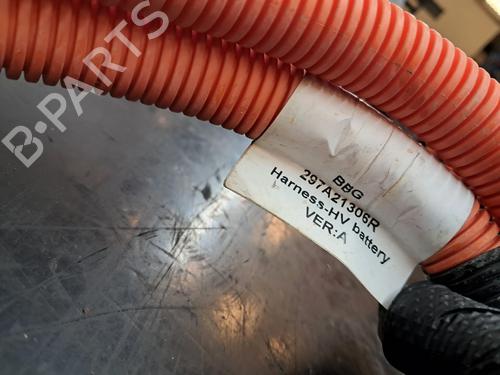 B-PARTS
BBG
297A21306R
Harness-HV battery
VER:A